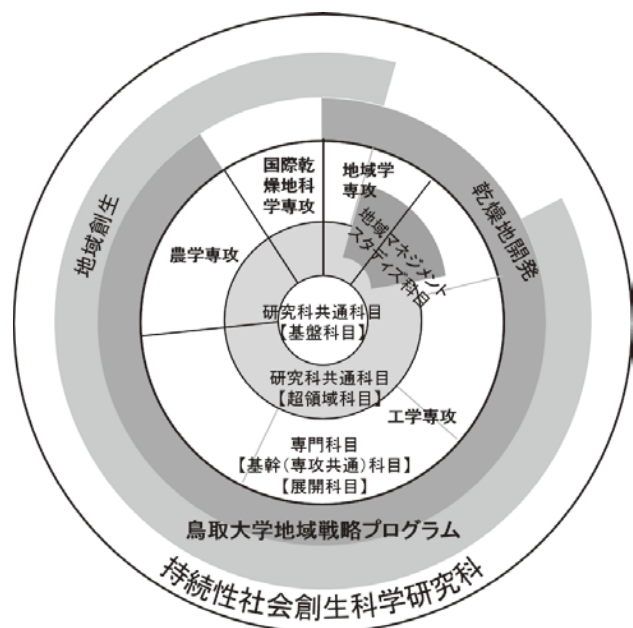 国際乾
燥地科
学専攻
地域学
専攻
地域創生
農学専攻
地域マネジメント
スタディズ科目
乾燥地開発
研究科共通科目
【基盤科目】
研究科共通科目
【超領域科目】
工学専攻
専門科目
【基幹(専攻共通)科目】
【展開科目】
鳥取大学地域戦略プログラム
持続性社会創生科学研究科